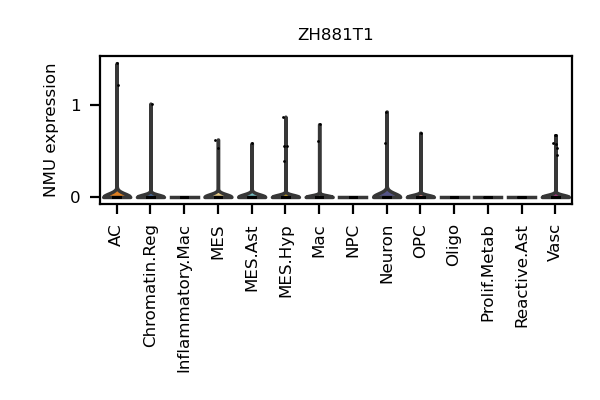 ZH881T1
NMU expression
1
0
AC
Chromatin.Reg
Inflammatory.Mac
MES
MES.Ast
MES.Hyp
Mac
NPC
Neuron
OPC
Oligo
Prolif.Metab
Reactive.Ast
Vasc